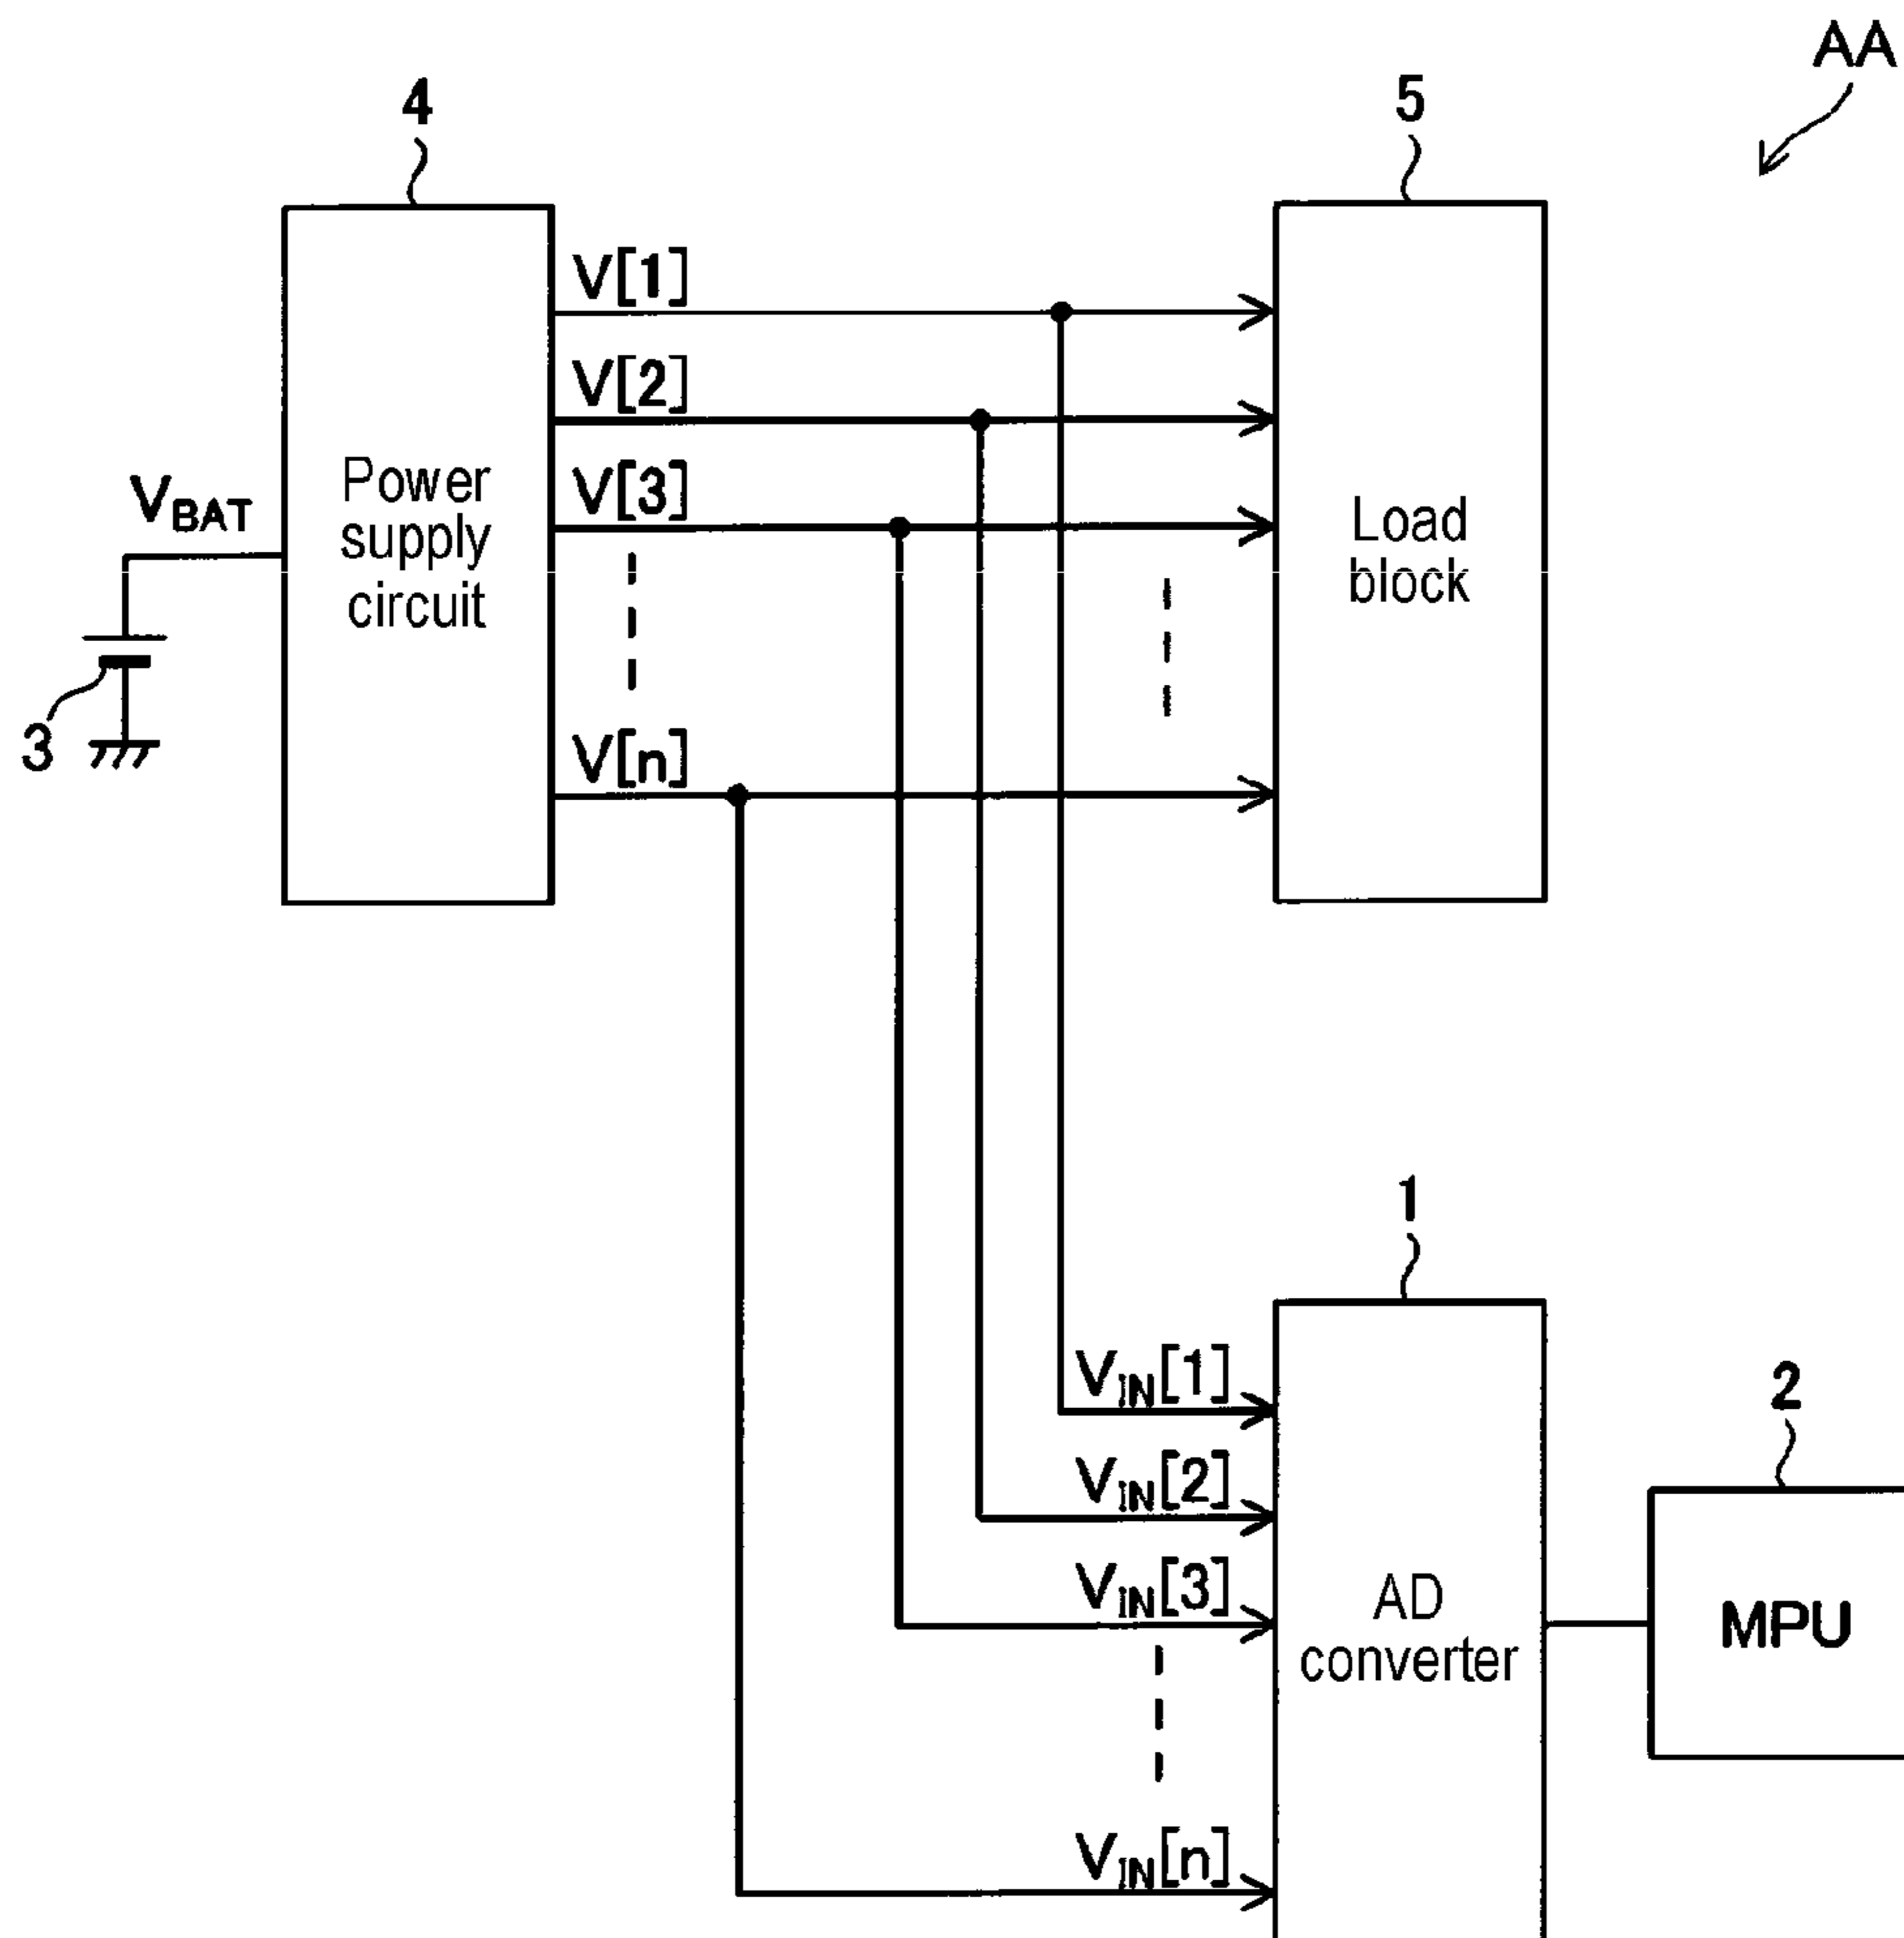 AA
4
5
V[1]
V[2]
V[3]
V[n]
VBAT
Power
supply
circuit
Load
block
3
1
VIN[1]
VIN[2]
VIN[3]
VIN[n]
AD
converter
2
MPU